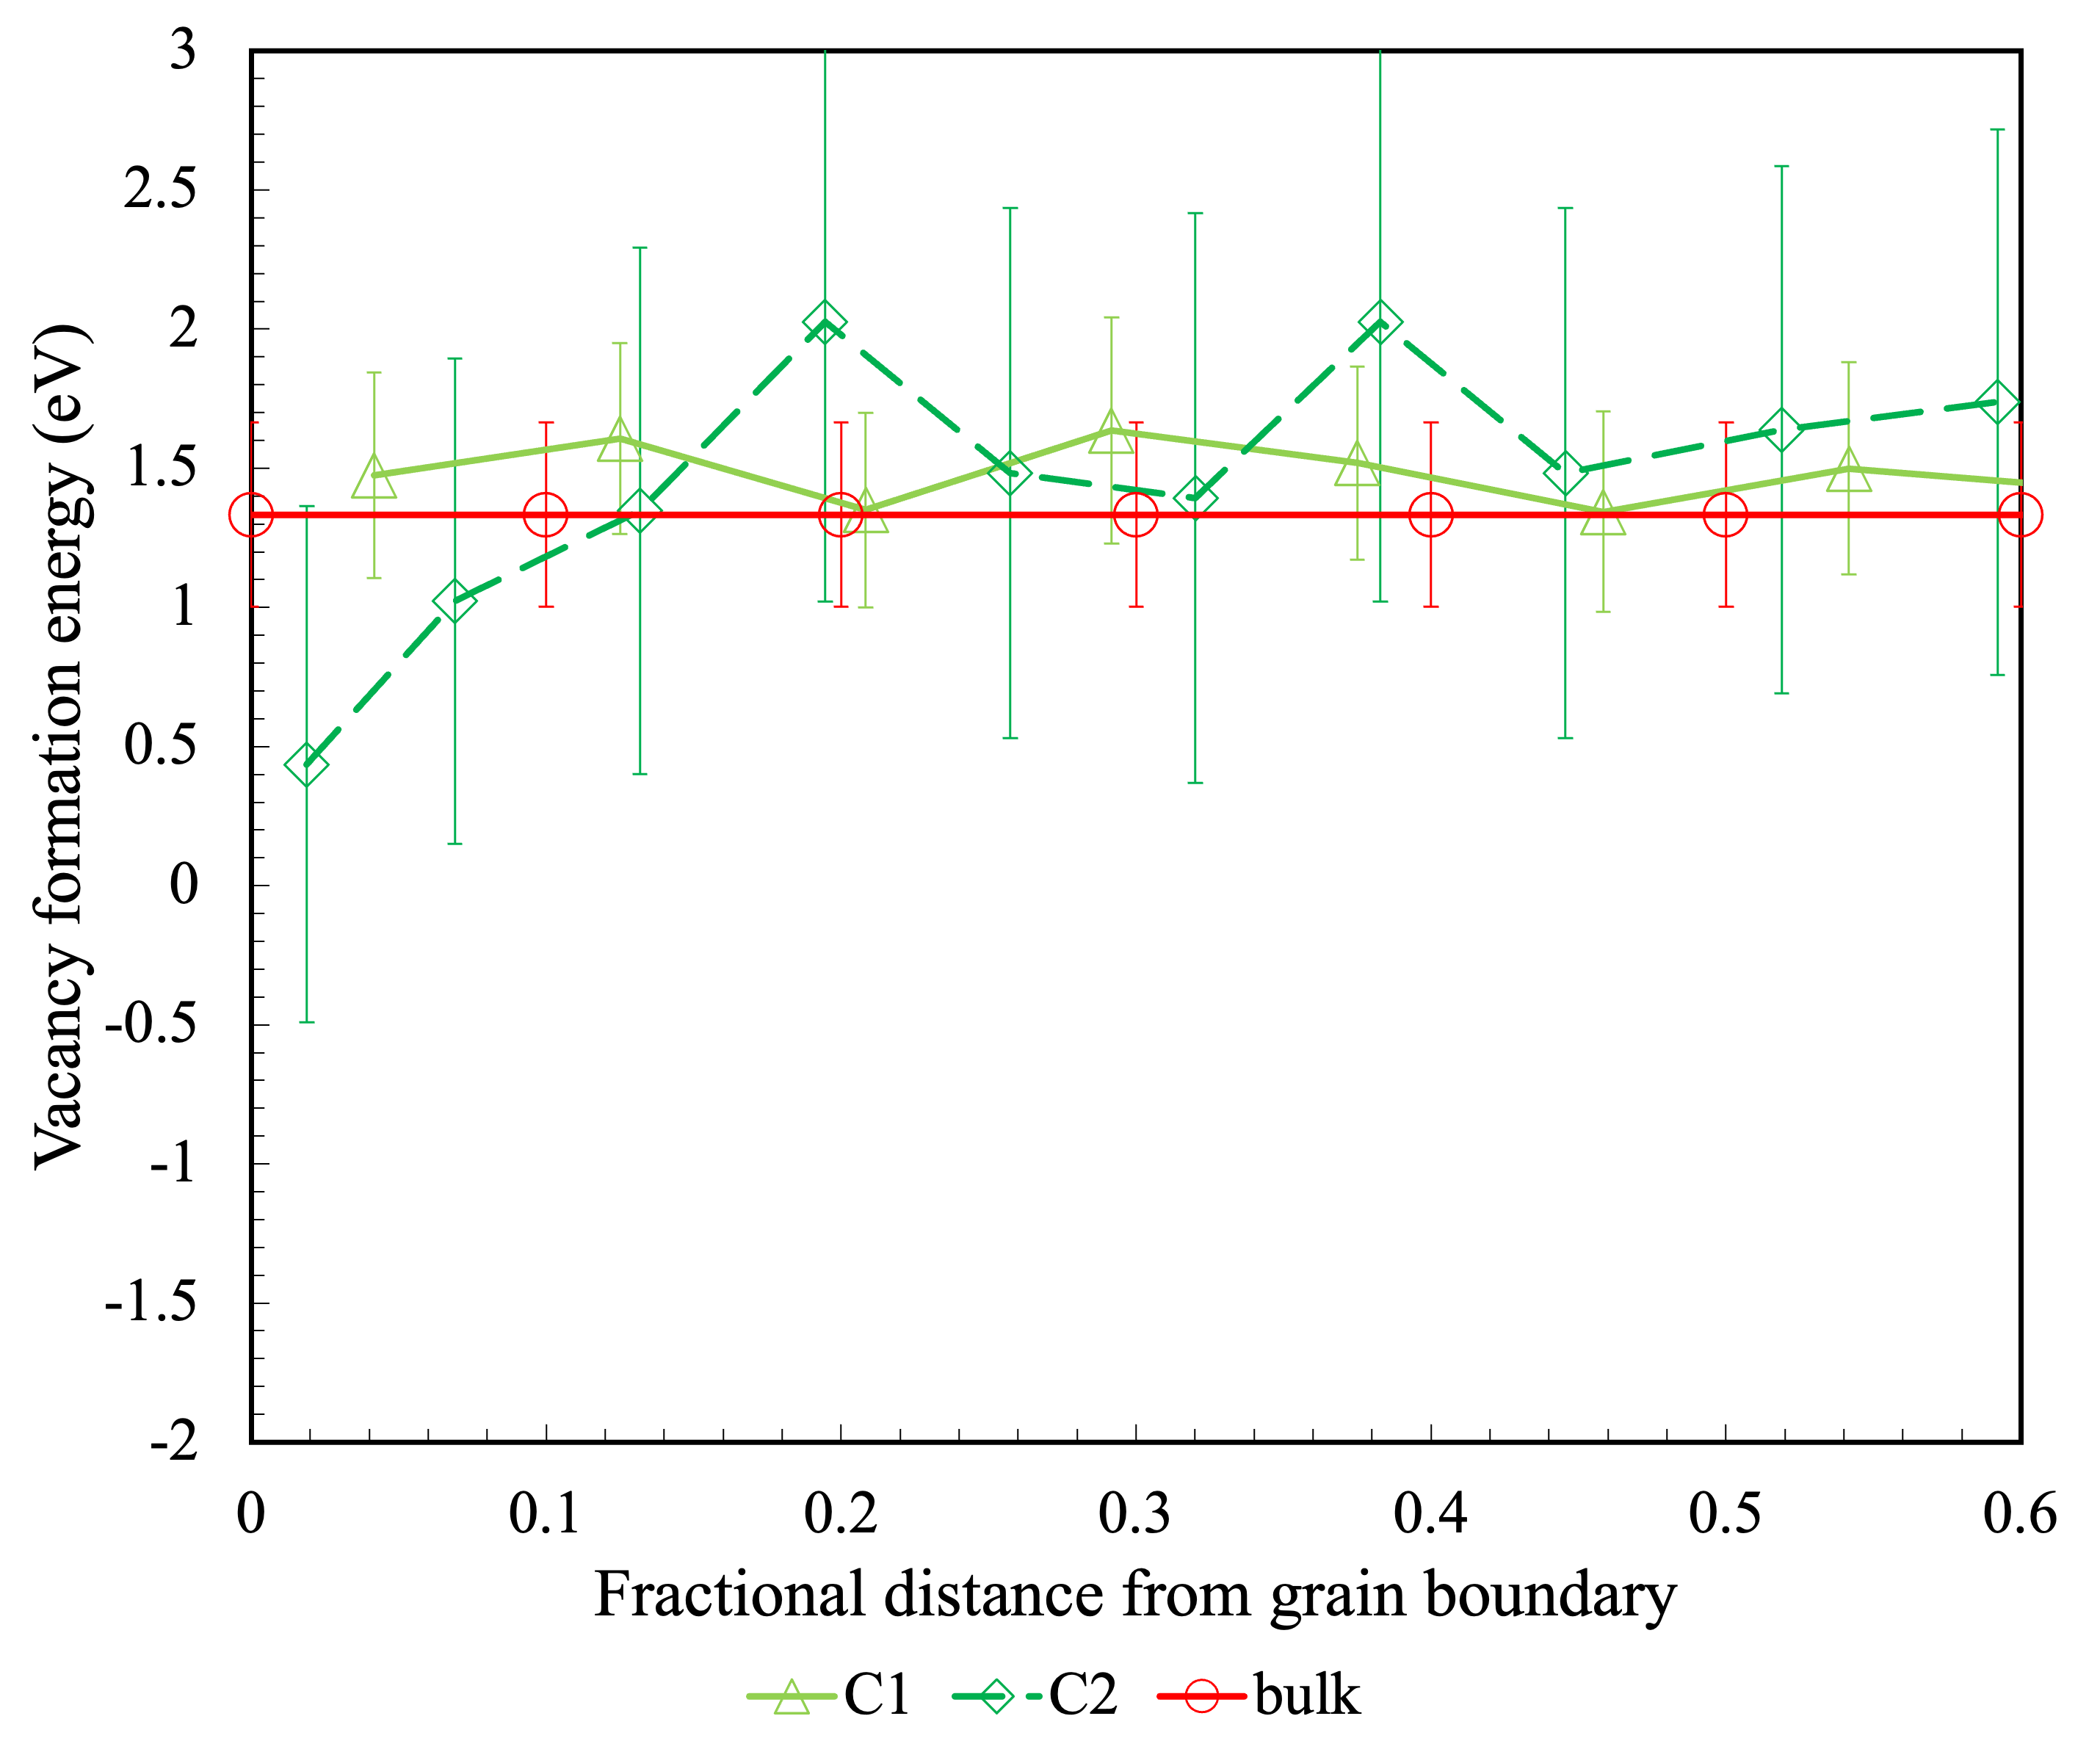 Vacancy formation energy (eV)
3
2.5
2
1.5
1
0.5
0
-0.5
-1
-1.5
-2
0 0.1 0.2 0.3 0.4 0.5 0.6
Fractional distance from grain boundary
C1 C2 bulk